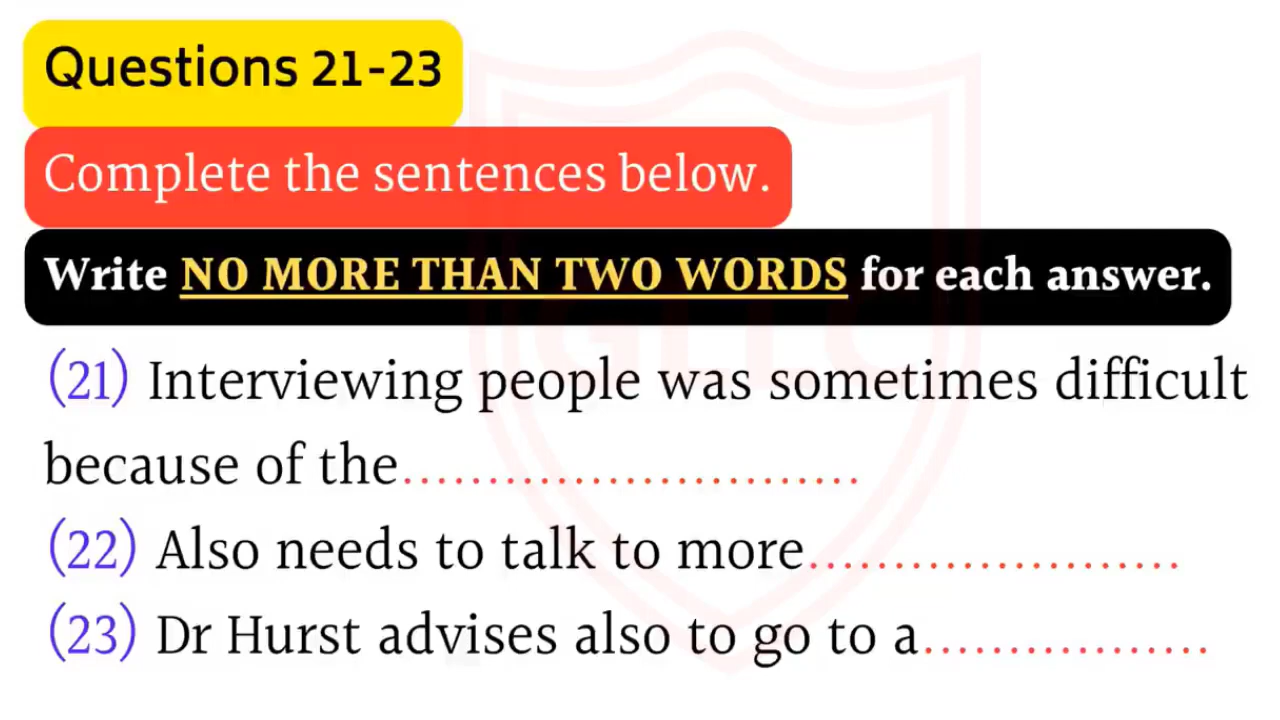 Questions 21-23
Complete the sentences below.
Write NO MORE THAN TWO WORDS for each answer.
(21) Interviewing people was sometimes difficult
because of the...........................
(22) Also needs to talk to more......................
(23) Dr Hurst advises also to go to a.................